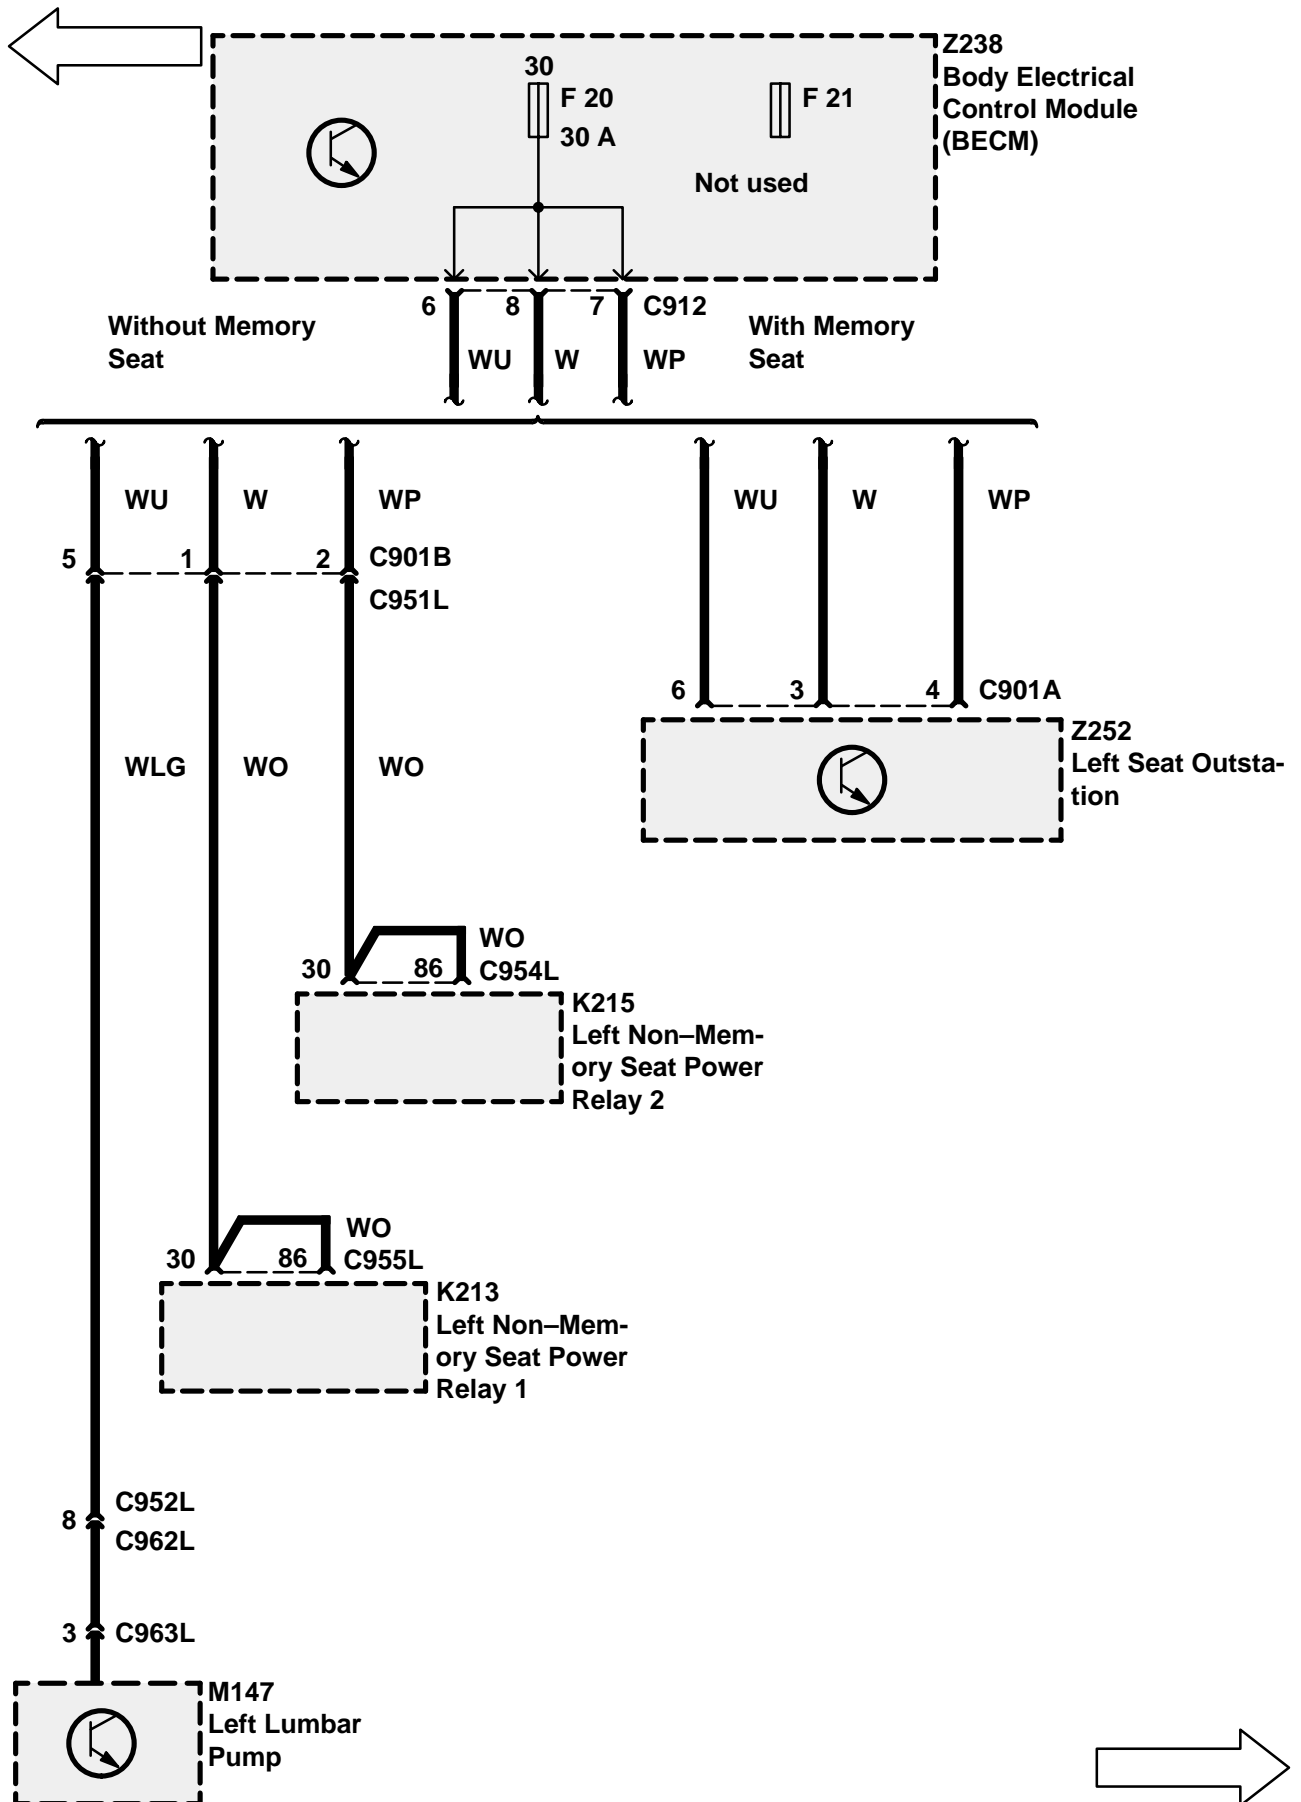 Z238
Body Electrical
Control Module
(BECM)
30
F 20
30 A
F 21
Not used
6
8
7
C912
Without Memory
Seat
With Memory
Seat
WU
W
WP
WU
W
WP
WU
W
WP
5
1
2
C901B
C951L
6
3
4
C901A
Z252
Left Seat Outsta-
tion
WLG
WO
WO
WO
30
86
C954L
K215
Left Non–Mem-
ory Seat Power
Relay 2
WO
30
86
C955L
K213
Left Non–Mem-
ory Seat Power
Relay 1
C952L
8
C962L
3
C963L
M147
Left Lumbar
Pump